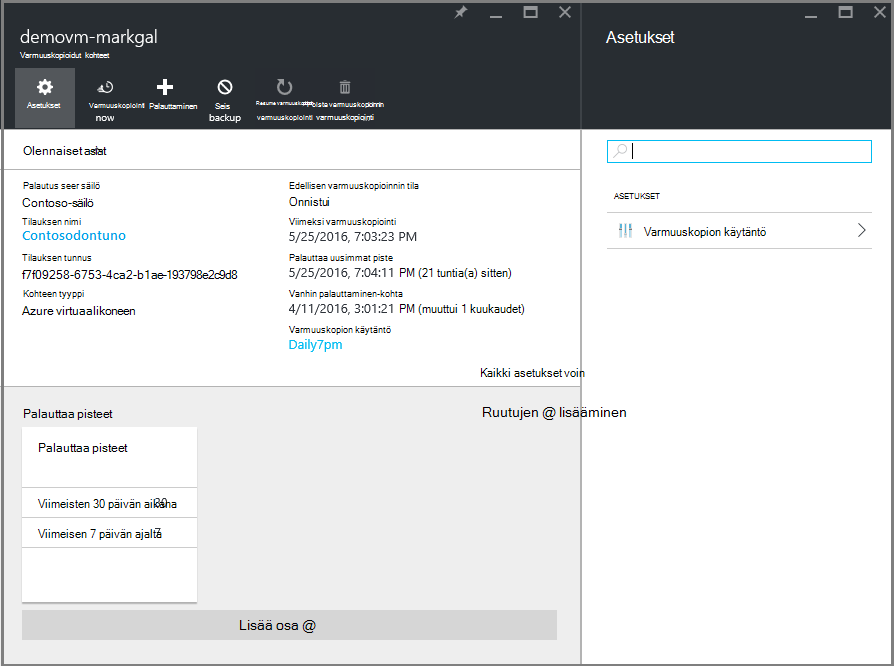 demovm-markgal
Varmuuskopioidut kohteet
Asetukset
Varmuuskopiointi
now
Palauttaminen
Seis
backup
varmuuskopiointi
varmuuskopiointi
Olennaiset
Palautus seer säilö
Contoso-säilö
Tilauksen nimi
Contosodontuno
Tilauksen tunnus
f7f09258-6753-4ca2-b1ae-193798e2c9d8
Kohteen tyyppi
Azure virtuaalikoneen
Edellisen varmuuskopioinnin tila
Onnistui
Viimeksi varmuuskopiointi
5/25/2016, 7:03:23 PM
Palauttaa uusimmat piste
5/25/2016, 7:04:11 PM (21 tuntia(a) sitten)
Vanhin palauttaminen-kohta
4/11/2016, 3:01:21 PM (muuttui 1 kuukaudet)
Varmuuskopion käytäntö
Daily7pm
Kaikki asetukset voin
Palauttaa pisteet
Ruutujen @ lisääminen
Palauttaa pisteet
Viimeisten 30 päivän aikana 30
Viimeisen 7 päivän ajalta 7
Lisää osa @
Asetukset
ASETUKSET
Varmuuskopion käytäntö